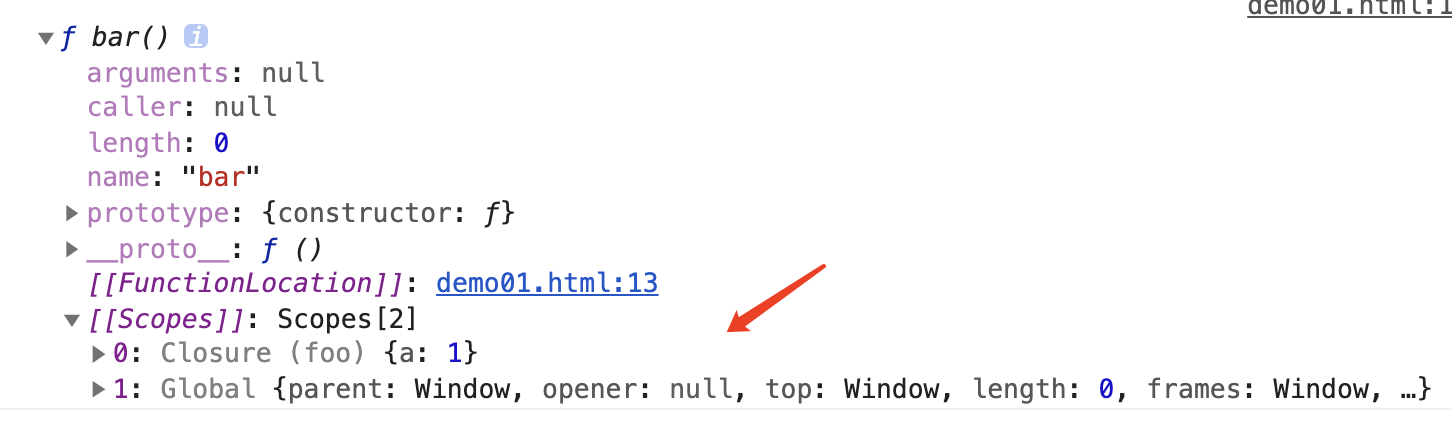 demo01.html:1
▼ƒ bar() i
arguments: null
caller: null
length: 0
name: "bar"
▶prototype: {constructor: ƒ}
▶__proto__: ƒ ()
[[FunctionLocation]]: demo01.html:13
▼[[Scopes]]: Scopes[2]
▶0: Closure (foo) {a: 1}
▶1: Global {parent: Window, opener: null, top: Window, length: 0, frames: Window, …}